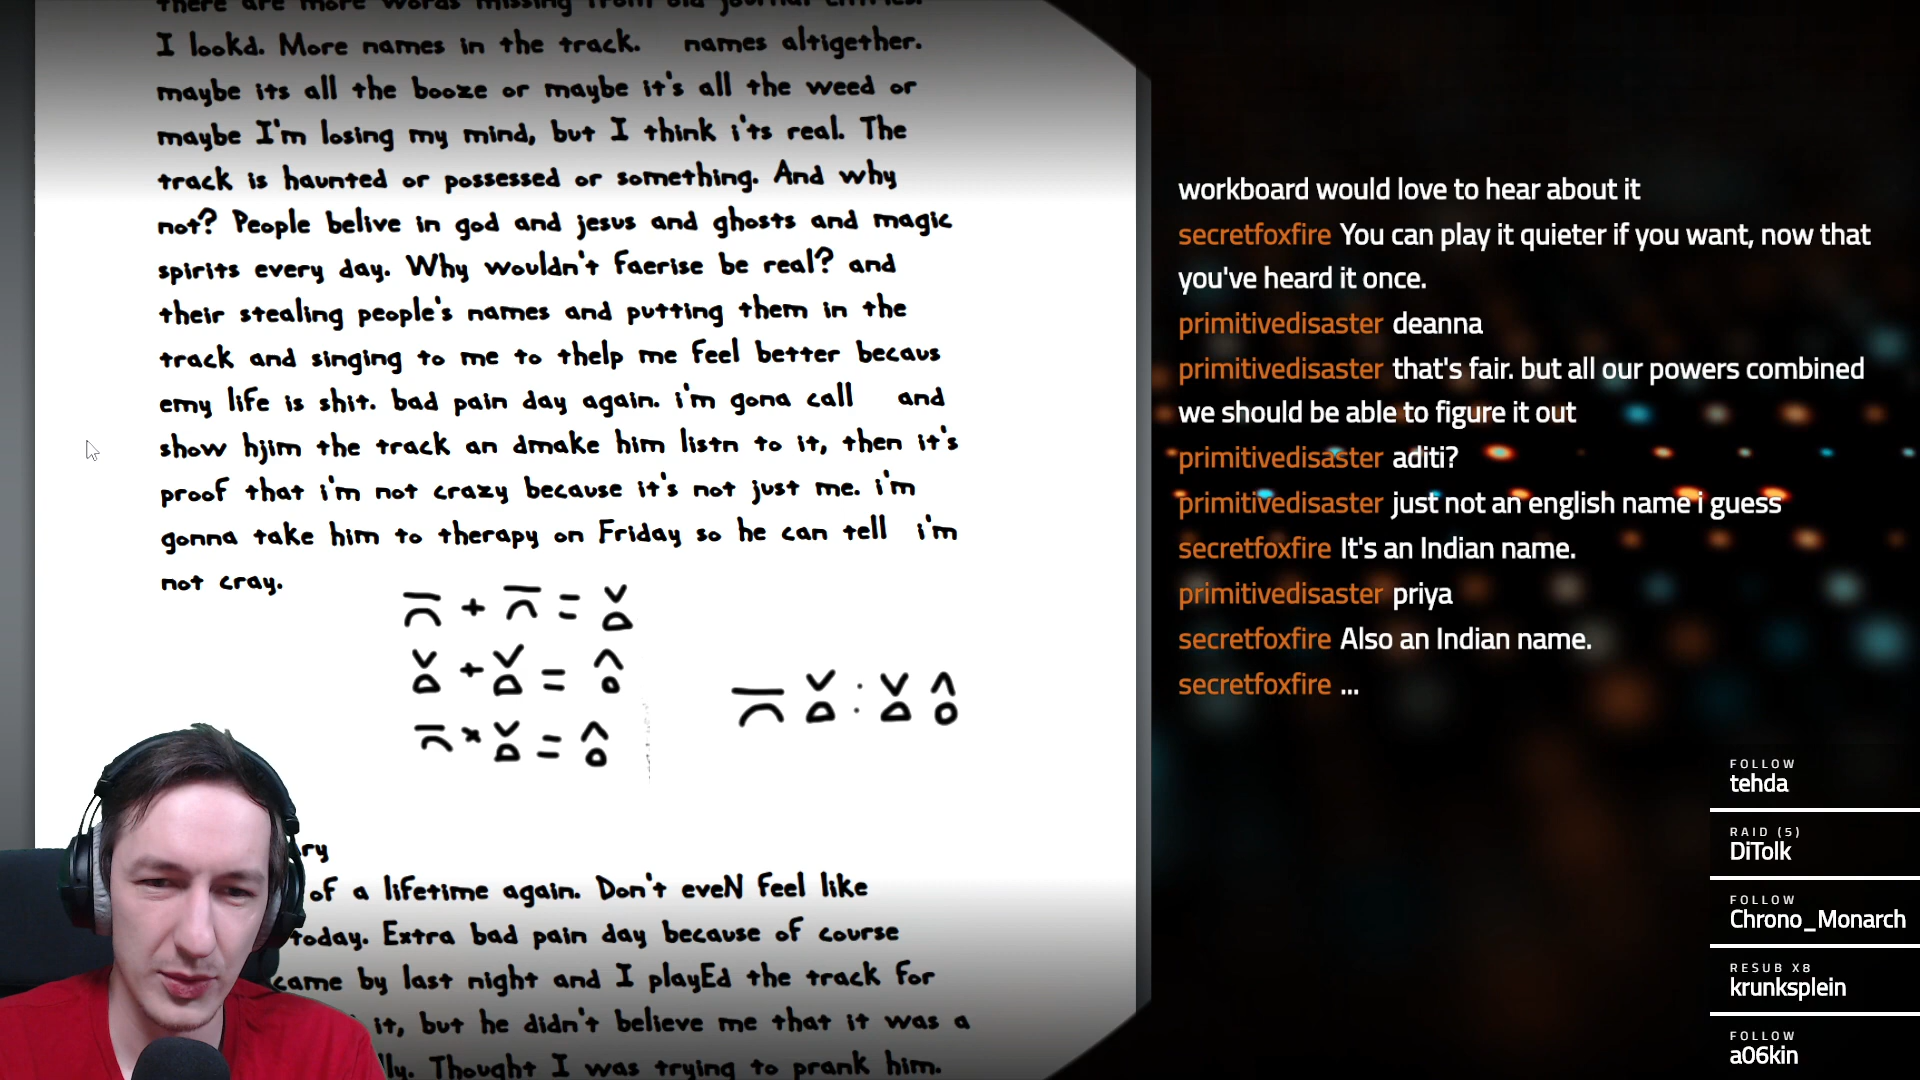 there are more words missing from old journal entries.
I lookd. More names in the track. names altigether.
maybe its all the booze or maybe it's all the weed or
maybe I'm losing my mind, but I think i'ts real. The
track is haunted or possessed or something. And why
not? People belive in god and jesus and ghosts and magic
spirits every day. Why wouldn't faerise be real? and
their stealing people's names and putting them in the
track and singing to me to thelp me feel better becaus
emy life is shit. bad pain day again. i'm gona call and
show hjim the track an dmake him listn to it, then it's
proof that i'm not crazy because it's not just me. i'm
gonna take him to therapy on Friday so he can tell i'm
not cray.
+ =
+ =
× =
:
ry
of a lifetime again. Don't eveN feel like
today. Extra bad pain day because of course
came by last night and I playEd the track for
it, but he didn't believe me that it was a
ly. Thought I was trying to prank him.
workboard would love to hear about it
secretfoxfire You can play it quieter if you want, now that
you've heard it once.
primitivedisaster deanna
primitivedisaster that's fair. but all our powers combined
we should be able to figure it out
primitivedisaster aditi?
primitivedisaster just not an english name i guess
secretfoxfire It's an Indian name.
primitivedisaster priya
secretfoxfire Also an Indian name.
secretfoxfire ...
FOLLOW
tehda
RAID (5)
DiTolk
FOLLOW
Chrono_Monarch
RESUB X8
krunksplein
FOLLOW
a06kin